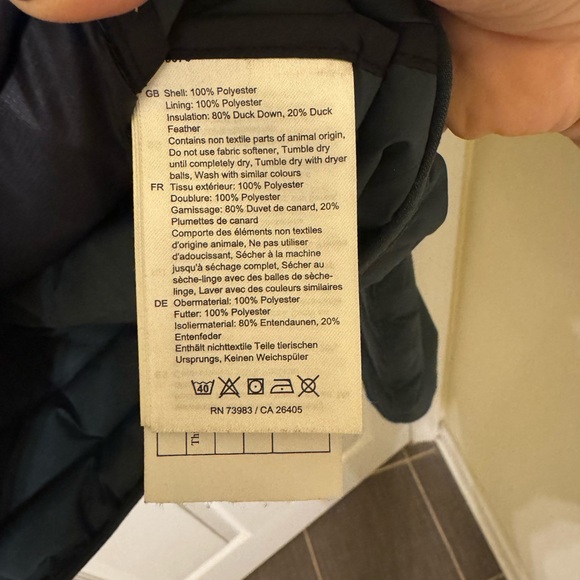 GB Shell: 100% Polyester
Lining: 100% Polyester
Insulation: 80% Duck Down, 20% Duck
Feather
Contains non textile parts of animal origin,
Do not use fabric softener, Tumble dry
until completely dry, Tumble dry with dryer
balls, Wash with similar colours
FR Tissu extérieur: 100% Polyester
Doublure: 100% Polyester
Garnissage: 80% Duvet de canard, 20%
Plumettes de canard
Comporte des éléments non textiles
d'origine animale, Ne pas utiliser
d'adoucissant, Sécher à la machine
jusqu'à séchage complet, Sécher au
sèche-linge avec des balles de sèche-
linge, Laver avec des couleurs similaires
DE Obermaterial: 100% Polyester
Futter: 100% Polyester
Isoliermaterial: 80% Entendaunen, 20%
Entenfeder
Enthält nichttextile Teile tierischen
Ursprungs, Keinen Weichspüler
40
RN 73983 / CA 26405